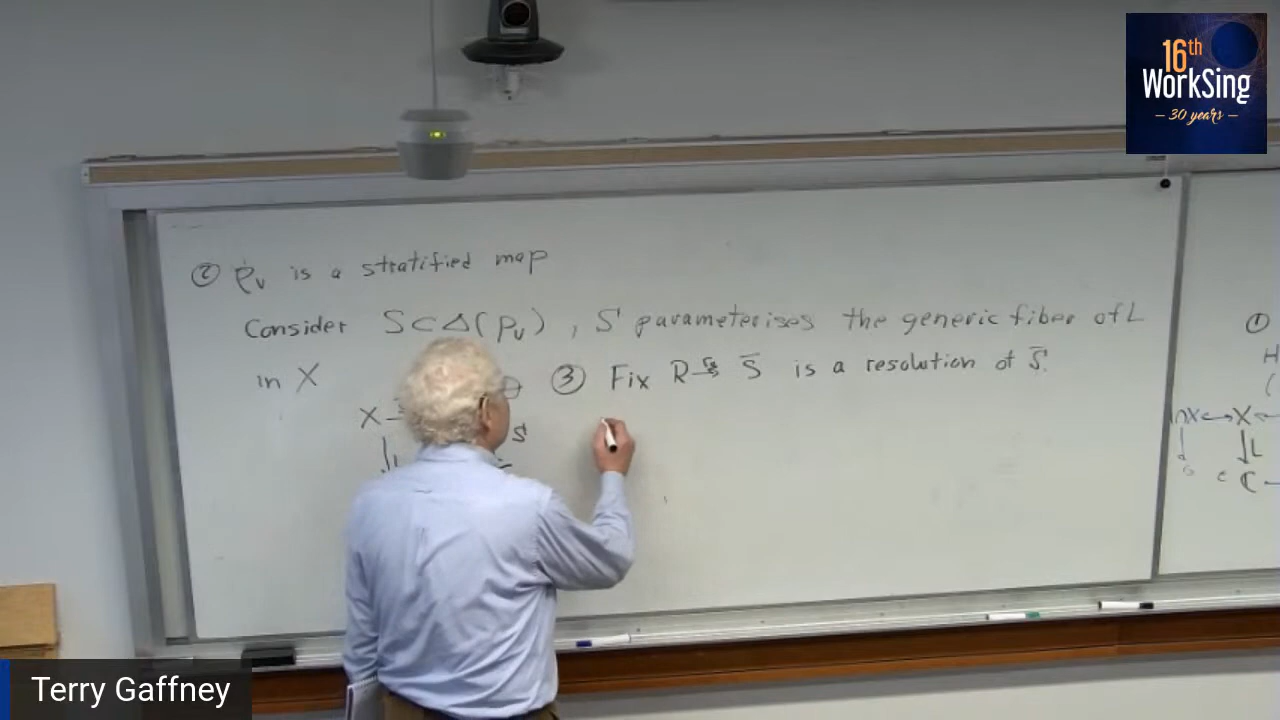 16th
WorkSing
— 30 years —
② p_v is a stratified map
Consider S⊂Δ(p_v), S parameterises the generic fiber of L
in X
③ Fix R → S̄ is a resolution of S̄.
X
S
①
H
(
∩X ↔ X
L
ℂ
Terry Gaffney